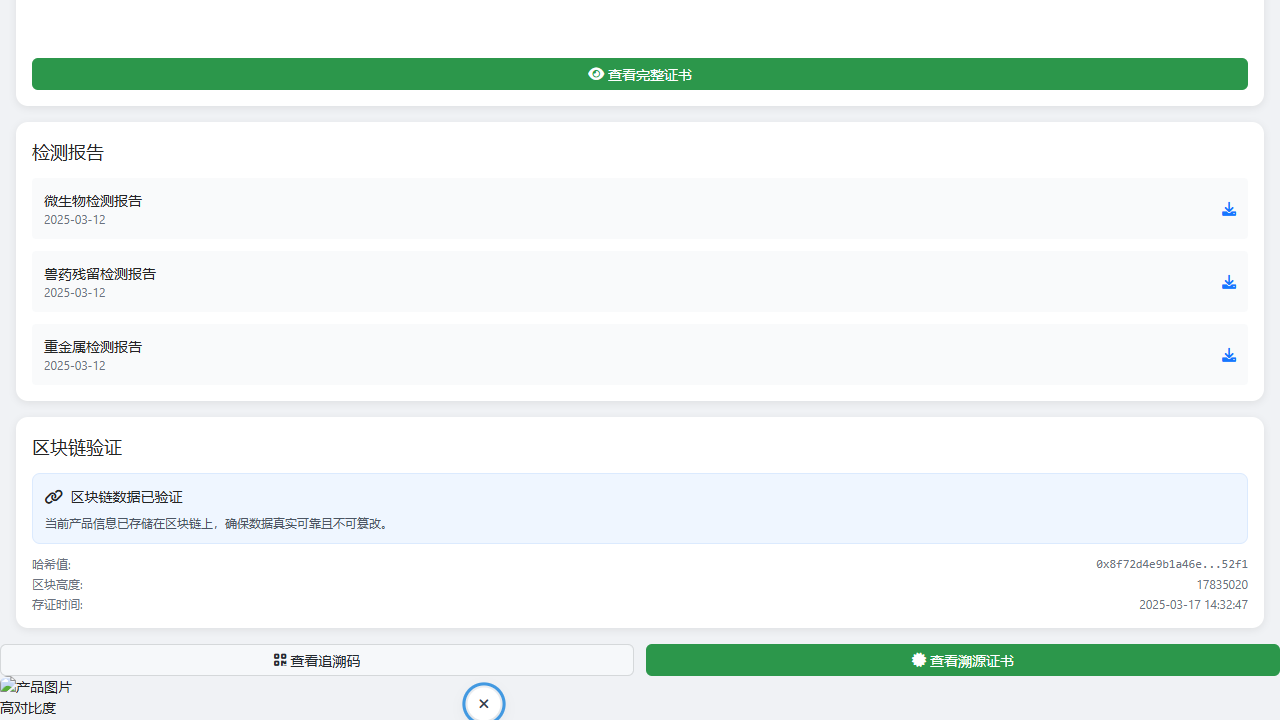 查看完整证书
检测报告
微生物检测报告
2025-03-12
兽药残留检测报告
2025-03-12
重金属检测报告
2025-03-12
区块链验证
区块链数据已验证
当前产品信息已存储在区块链上，确保数据真实可靠且不可篡改。
哈希值: 0x8f72d4e9b1a46e...52f1
区块高度: 17835020
存证时间: 2025-03-17 14:32:47
查看追溯码 查看溯源证书
产品图片
高对比度